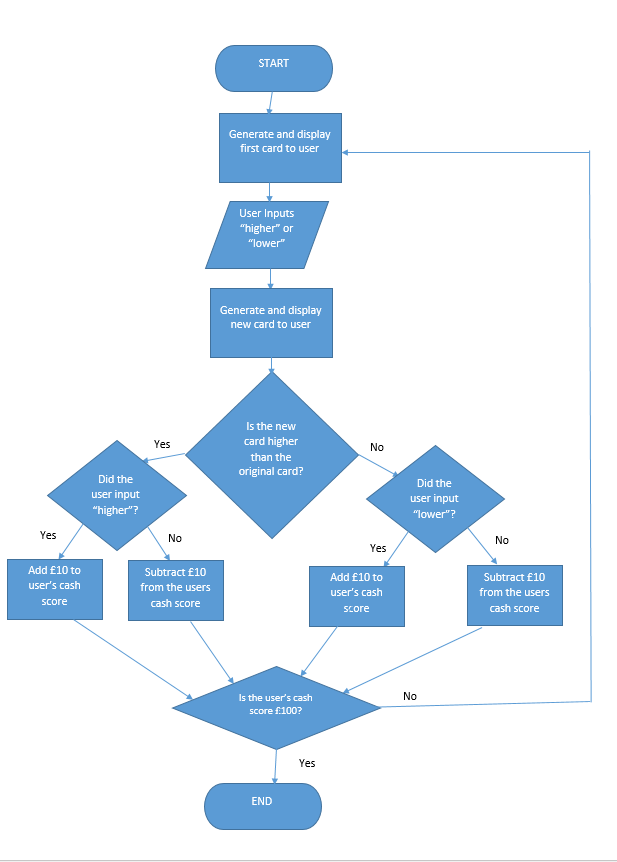 START
Generate and display
first card to user
User Inputs
“higher” or
“lower”
Generate and display
new card to user
Is the new
card higher
than the
original card?
Yes
No
Did the
user input
“higher”?
Did the
user input
“lower”?
Yes
No
Yes
No
Add £10 to
user’s cash
score
Subtract £10
from the users
cash score
Add £10 to
user’s cash
score
Subtract £10
from the users
cash score
Is the user’s cash
score £100?
No
Yes
END